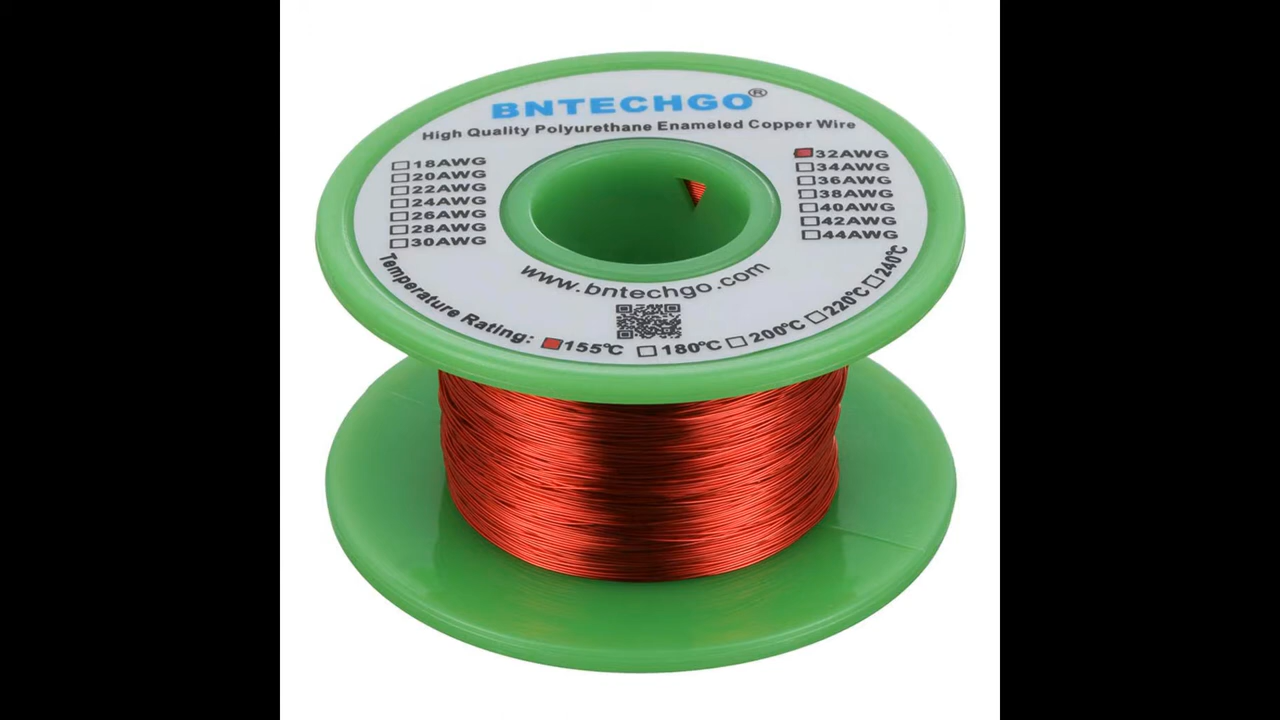 BNTECHGO®
High Quality Polyurethane Enameled Copper Wire
18AWG
20AWG
22AWG
24AWG
26AWG
28AWG
30AWG
32AWG
34AWG
36AWG
38AWG
40AWG
42AWG
44AWG
www.bntechgo.com
Temperature Rating: 155℃ 180℃ 200℃ 220℃ 240℃